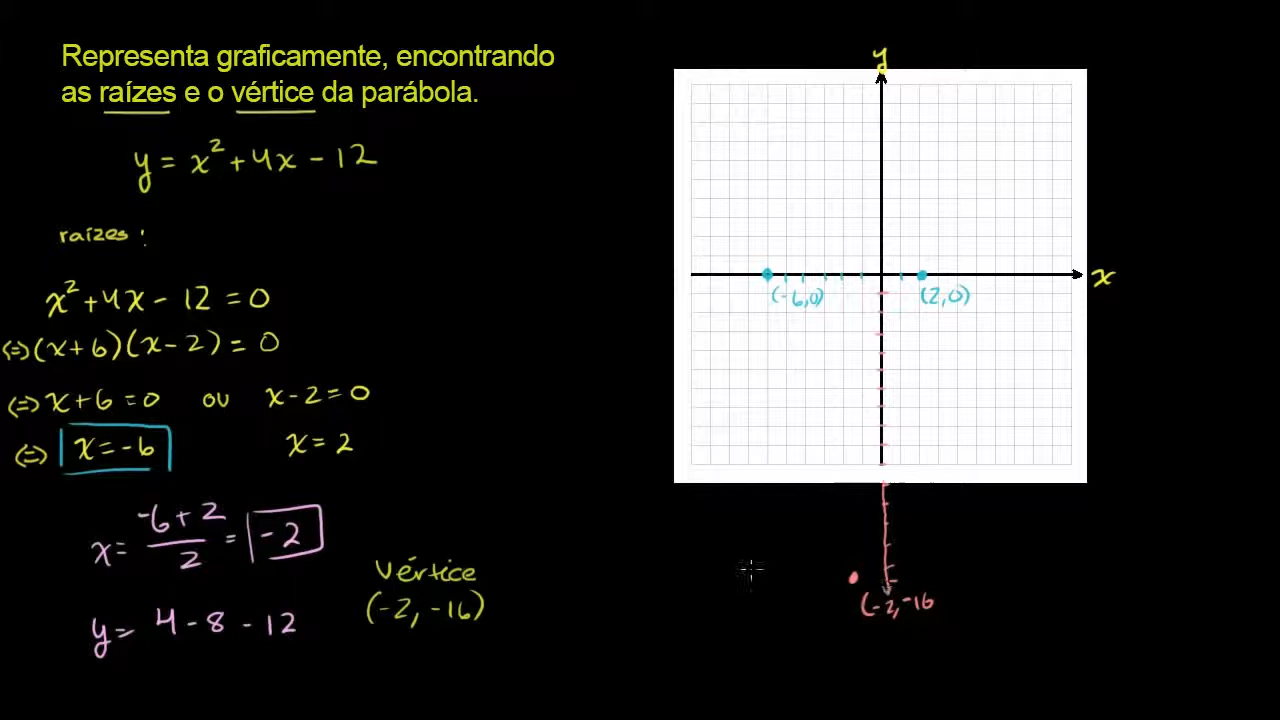 Representa graficamente, encontrando
as raízes e o vértice da parábola.
y = x² + 4x - 12
raízes :
x² + 4x - 12 = 0
⇔ (x + 6)(x - 2) = 0
⇔ x + 6 = 0 ou x - 2 = 0
⇔ x = -6 x = 2
x = (-6 + 2)/2 = -2
y = 4 - 8 - 12
Vértice
(-2, -16)
y
x
(-6,0)
(2,0)
(-2,-16